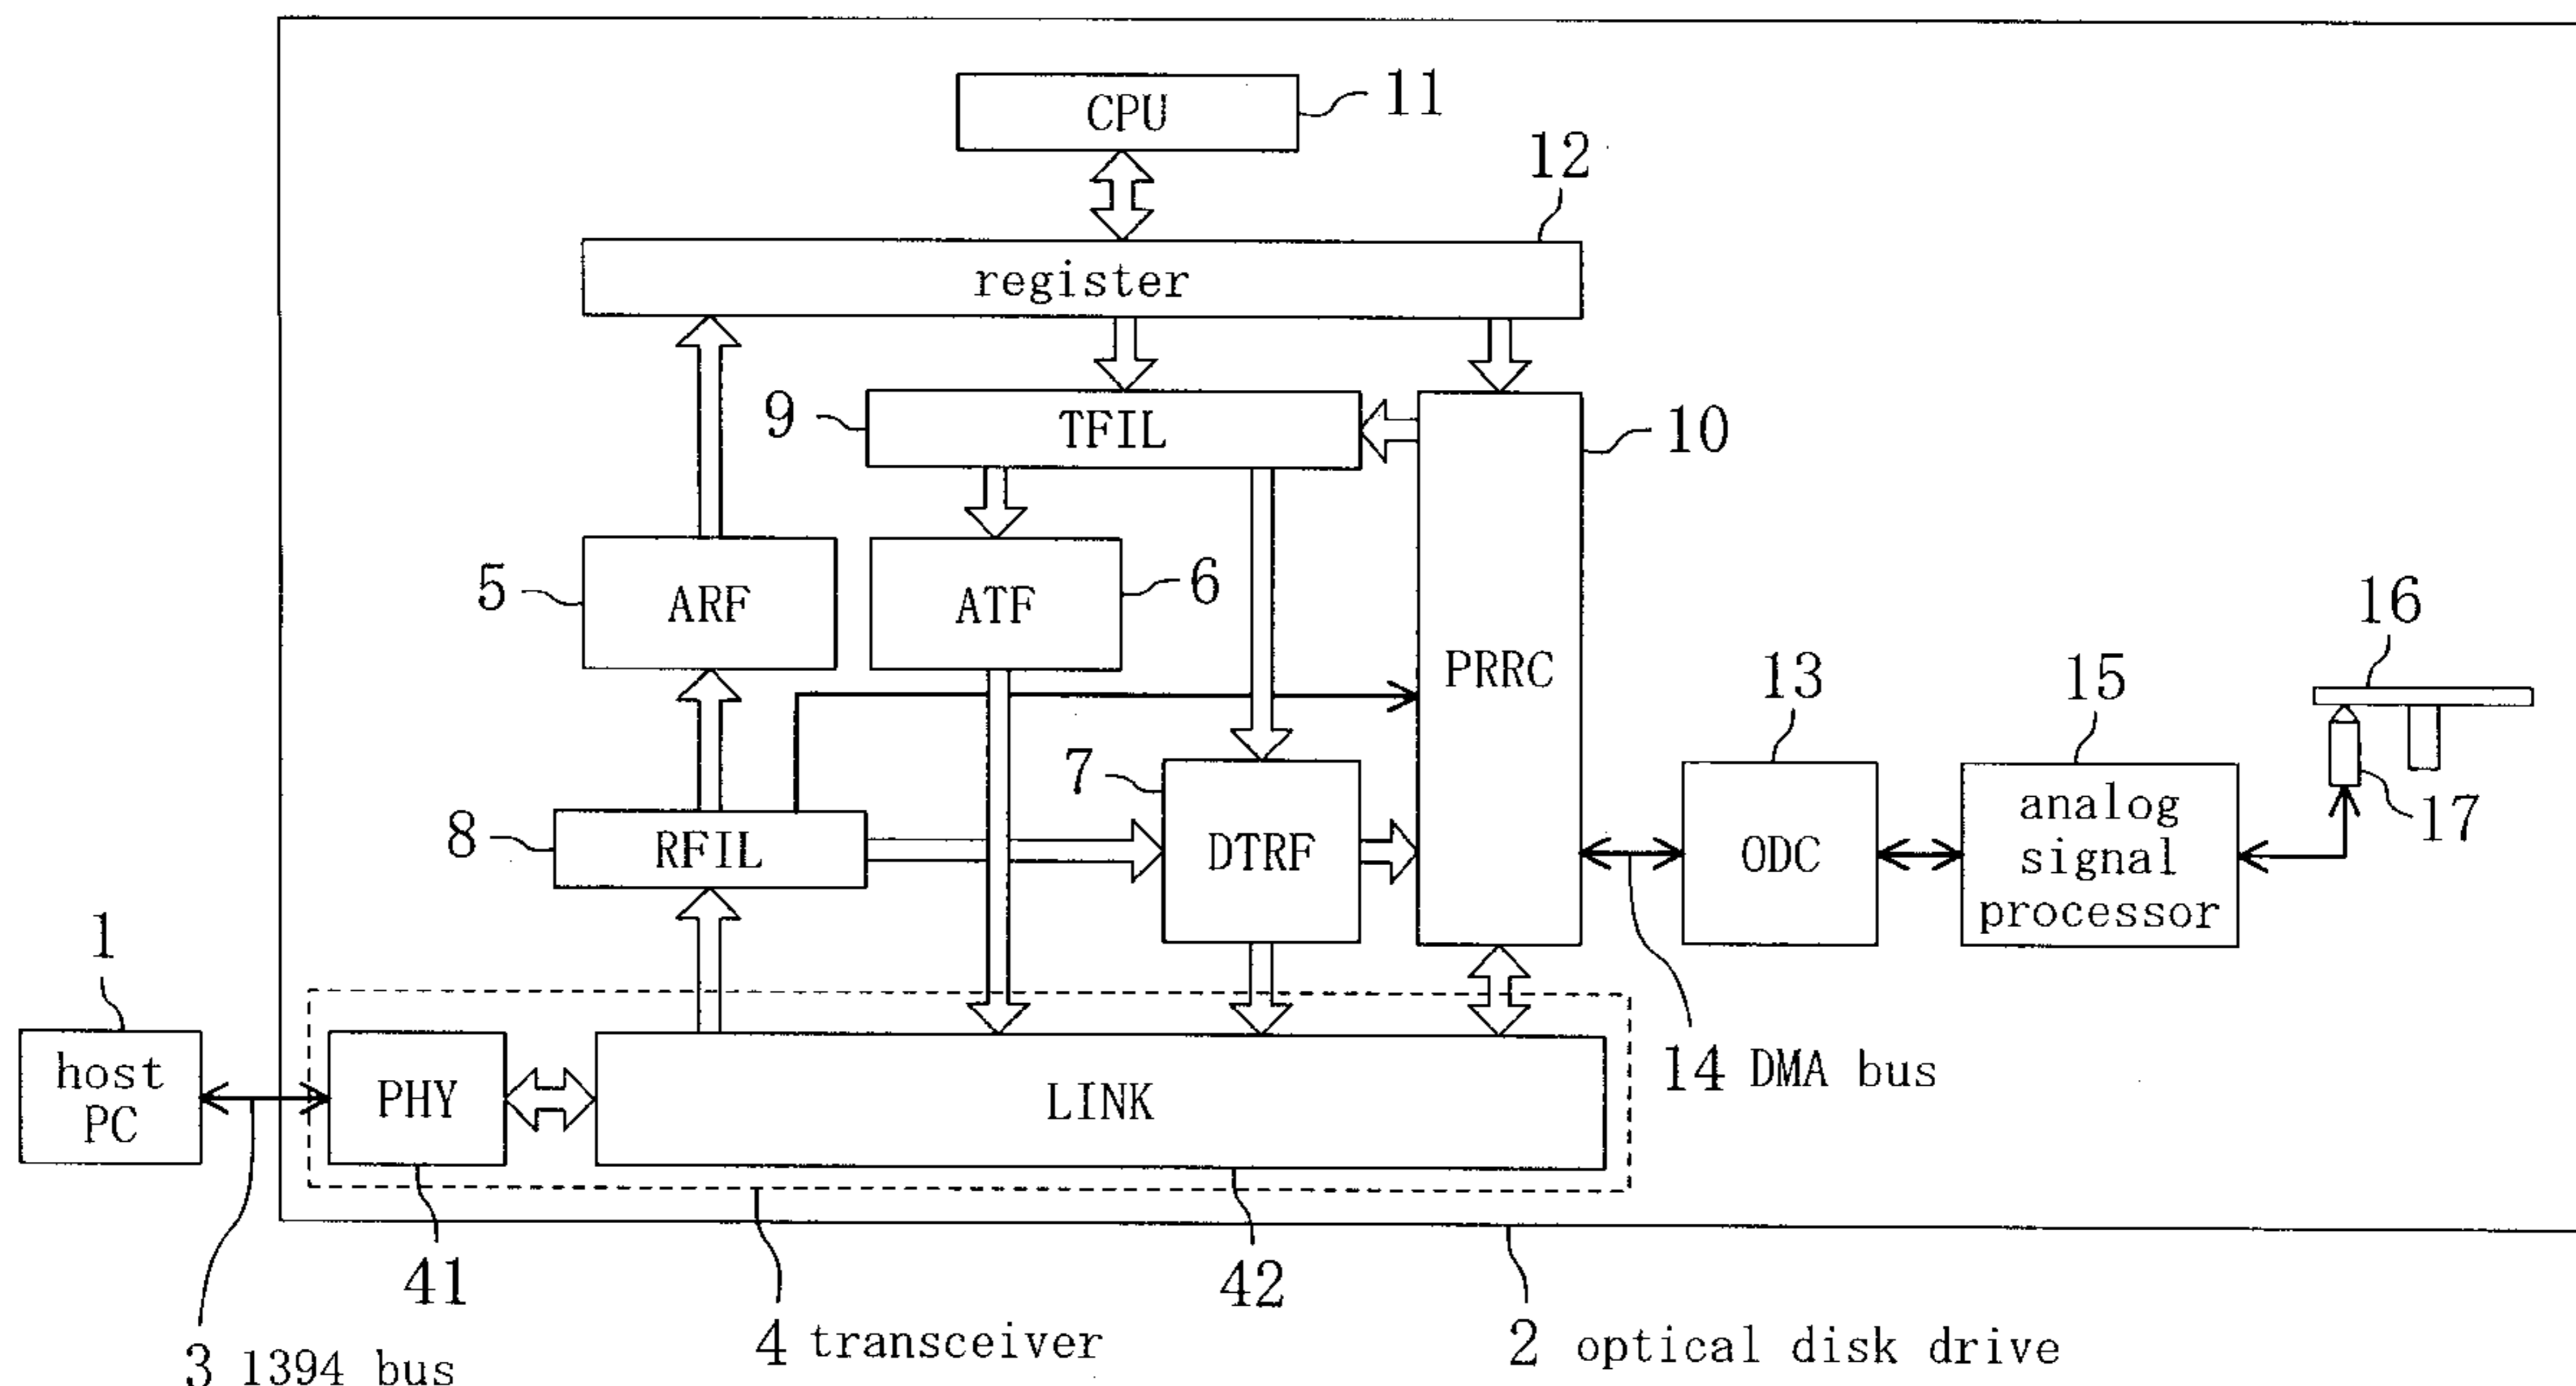 CPU
11
12
register
9
TFIL
10
5
ARF
ATF
6
PRRC
16
13
15
7
8
RFIL
DTRF
ODC
analog
signal
processor
17
1
host
PC
PHY
LINK
14 DMA bus
41
42
3 1394 bus
4 transceiver
2 optical disk drive